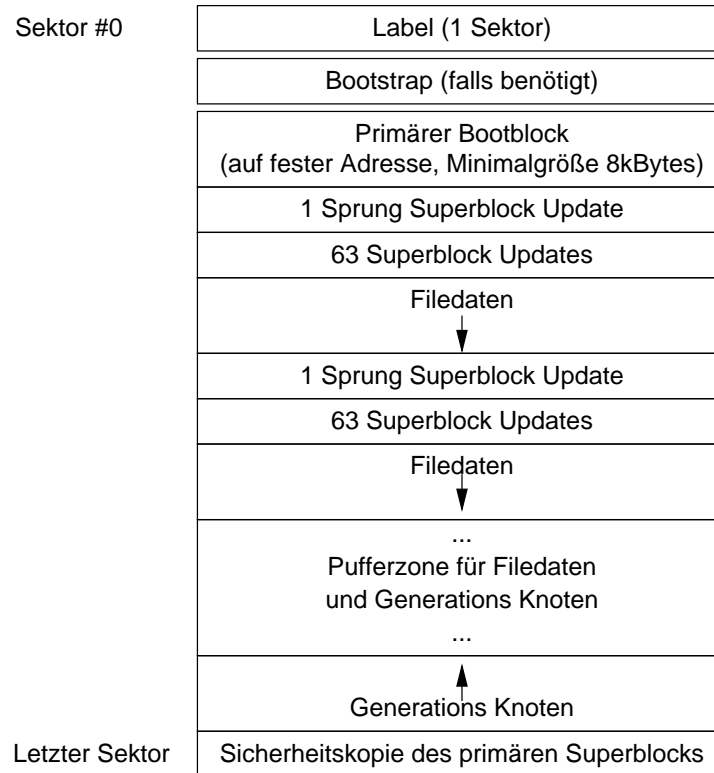 Sektor #0
Label (1 Sektor)
Bootstrap (falls benötigt)
Primärer Bootblock
(auf fester Adresse, Minimalgröße 8kBytes)
1 Sprung Superblock Update
63 Superblock Updates
Filedaten
1 Sprung Superblock Update
63 Superblock Updates
Filedaten
...
Pufferzone für Filedaten
und Generations Knoten
...
Generations Knoten
Letzter Sektor
Sicherheitskopie des primären Superblocks